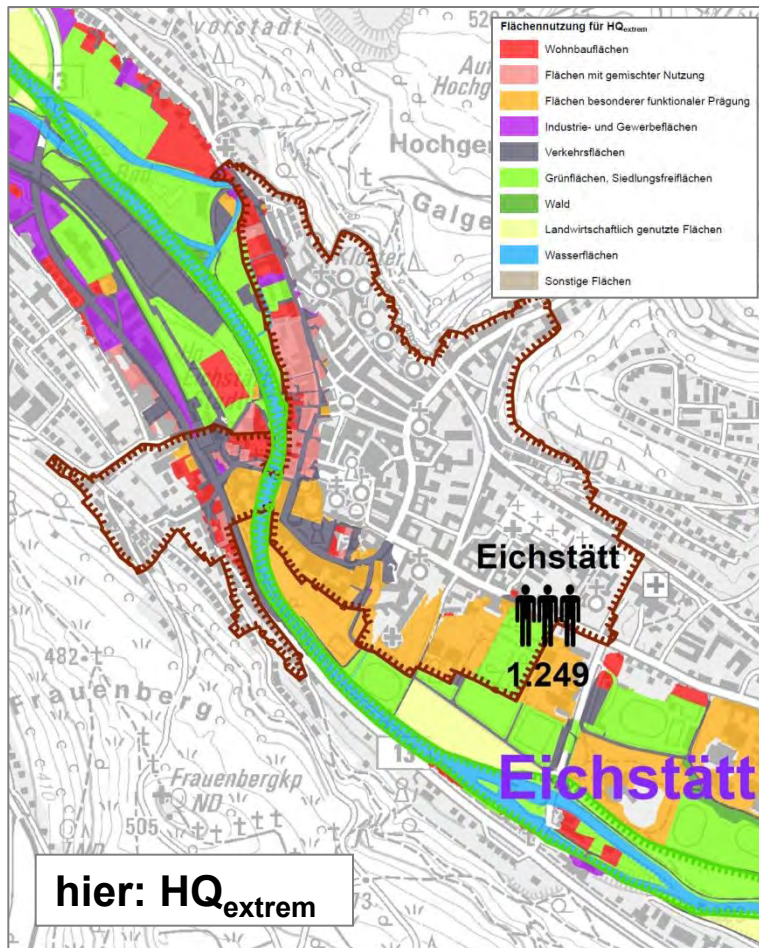 Flächennutzung für HQextrem
Wohnbauflächen
Flächen mit gemischter Nutzung
Flächen besonderer funktionaler Prägung
Industrie- und Gewerbeflächen
Verkehrsflächen
Grünflächen, Siedlungsfreiflächen
Wald
Landwirtschaftlich genutzte Flächen
Wasserflächen
Sonstige Flächen
vorstadt
Hochge
Galge
Kloster
ND
Eichstätt
1.249
482
Frauenberg
13
Eichstätt
Frauenbergkp
ND
505
hier: HQextrem